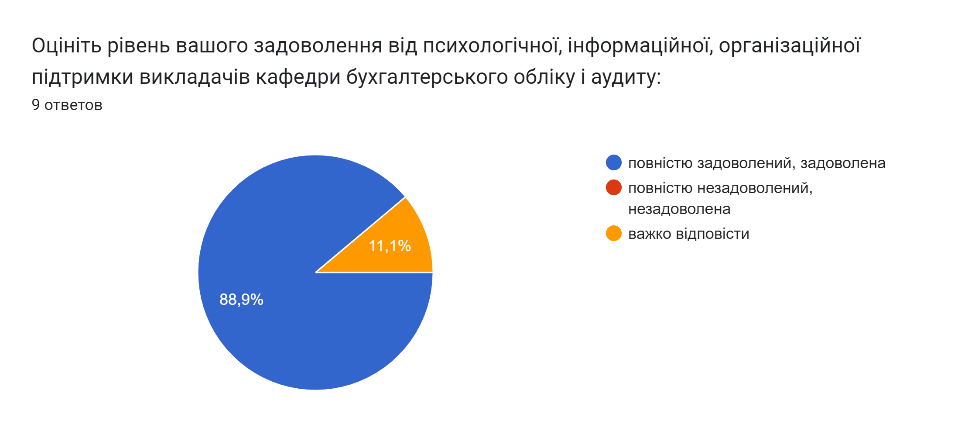 Оцініть рівень вашого задоволення від психологічної, інформаційної, організаційної
підтримки викладачів кафедри бухгалтерського обліку і аудиту:
9 ответов
повністю задоволений, задоволена
повністю незадоволений,
незадоволена
важко відповісти
11,1%
88,9%